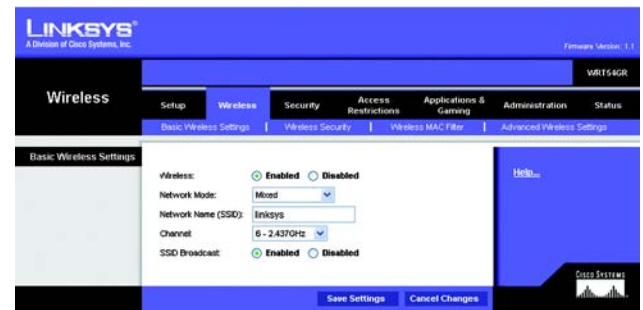 LINKSYS®
A Division of Cisco Systems, Inc.
Firmware Version: 1.1
WRT54GR
Wireless
Setup Wireless Security Access Restrictions Applications & Gaming Administration Status
Basic Wireless Settings | Wireless Security | Wireless MAC Filter | Advanced Wireless Settings
Basic Wireless Settings
Wireless: Enabled Disabled
Help...
Network Mode: Mixed
Network Name (SSID): linksys
Channel: 6 - 2.437GHz
SSID Broadcast: Enabled Disabled
Save Settings Cancel Changes
CISCO SYSTEMS